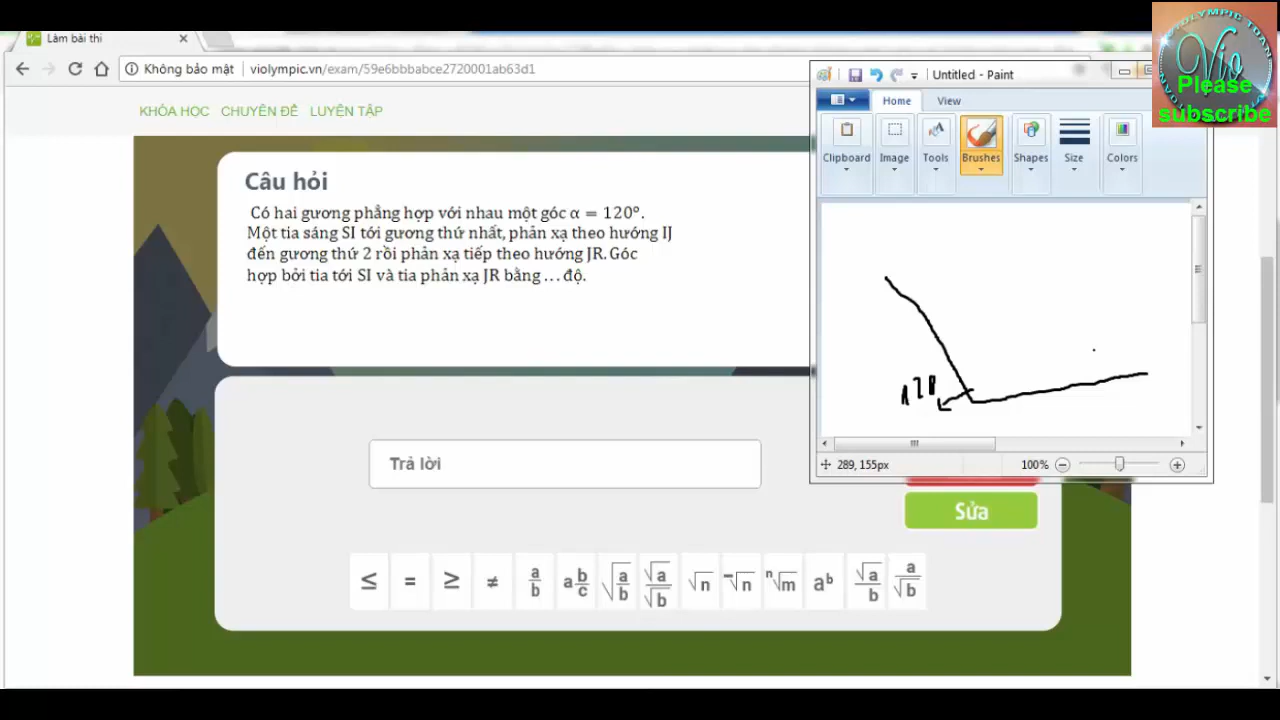 Làm bài thi
Không bảo mật
violympic.vn/exam/59e6bbbabce2720001ab63d1
KHÓA HỌC CHUYÊN ĐỀ LUYỆN TẬP
Câu hỏi
Có hai gương phẳng hợp với nhau một góc α = 120°.
Một tia sáng SI tới gương thứ nhất, phản xạ theo hướng IJ
đến gương thứ 2 rồi phản xạ tiếp theo hướng JR. Góc
hợp bởi tia tới SI và tia phản xạ JR bằng ... độ.
Trả lời
Sửa
≤ = ≥ ≠ a/b a b/c √(a/b) √a/√b √n -√n ⁿ√m aᵇ √a/b a/√b
Untitled - Paint
Home View
Clipboard Image Tools Brushes Shapes Size Colors
120
289, 155px
100%
VIOLYMPIC TOAN
Vio
Please
subscribe